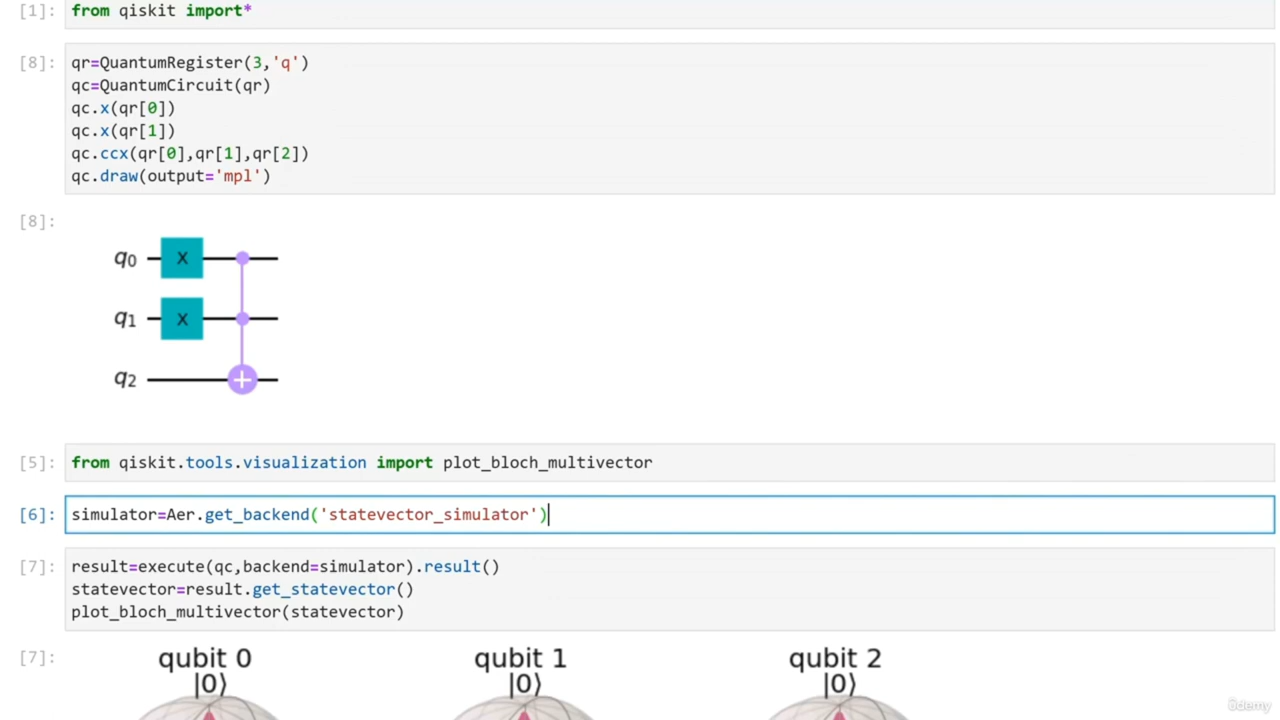 [1]: from qiskit import*
[8]: qr=QuantumRegister(3,'q')
qc=QuantumCircuit(qr)
qc.x(qr[0])
qc.x(qr[1])
qc.ccx(qr[0],qr[1],qr[2])
qc.draw(output='mpl')
[8]:
q0 X
q1 X
q2 +
[5]: from qiskit.tools.visualization import plot_bloch_multivector
[6]: simulator=Aer.get_backend('statevector_simulator')
[7]: result=execute(qc,backend=simulator).result()
statevector=result.get_statevector()
plot_bloch_multivector(statevector)
[7]: qubit 0 qubit 1 qubit 2
|0⟩ |0⟩ |0⟩
ûdemy